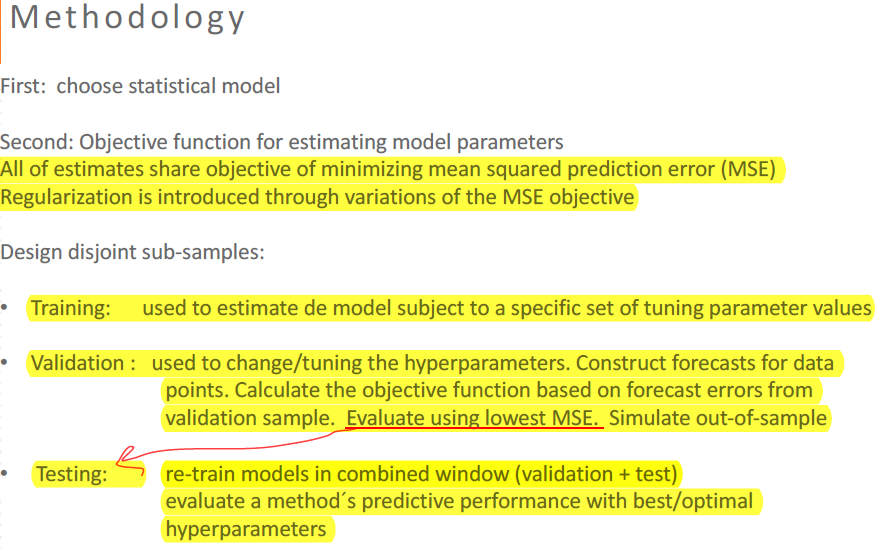 Methodology
First: choose statistical model
Second: Objective function for estimating model parameters
All of estimates share objective of minimizing mean squared prediction error (MSE)
Regularization is introduced through variations of the MSE objective
Design disjoint sub-samples:
• Training: used to estimate de model subject to a specific set of tuning parameter values
• Validation : used to change/tuning the hyperparameters. Construct forecasts for data
points. Calculate the objective function based on forecast errors from
validation sample. Evaluate using lowest MSE. Simulate out-of-sample
• Testing: re-train models in combined window (validation + test)
evaluate a method´s predictive performance with best/optimal
hyperparameters